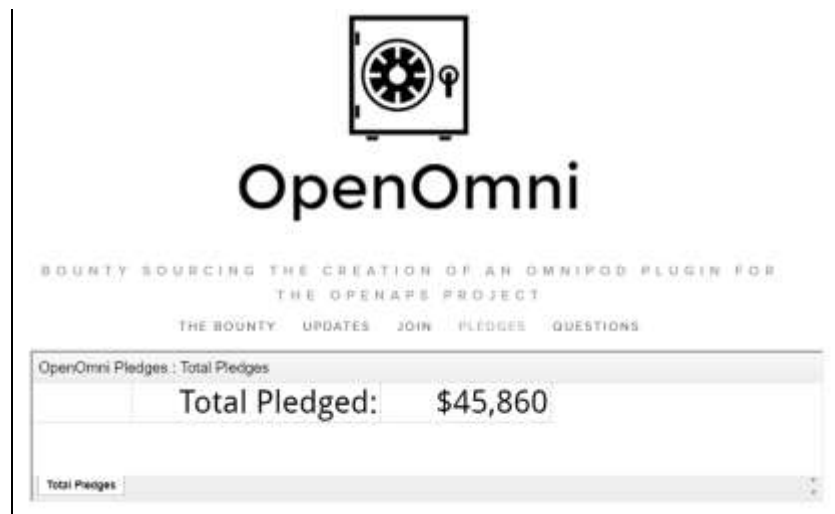 OpenOmni
BOUNTY SOURCING THE CREATION OF AN OMNIPOD PLUGIN FOR
THE OPENAPS PROJECT
THE BOUNTY UPDATES JOIN PLEDGES QUESTIONS
OpenOmni Pledges : Total Pledges
Total Pledged: $45,860
Total Pledges